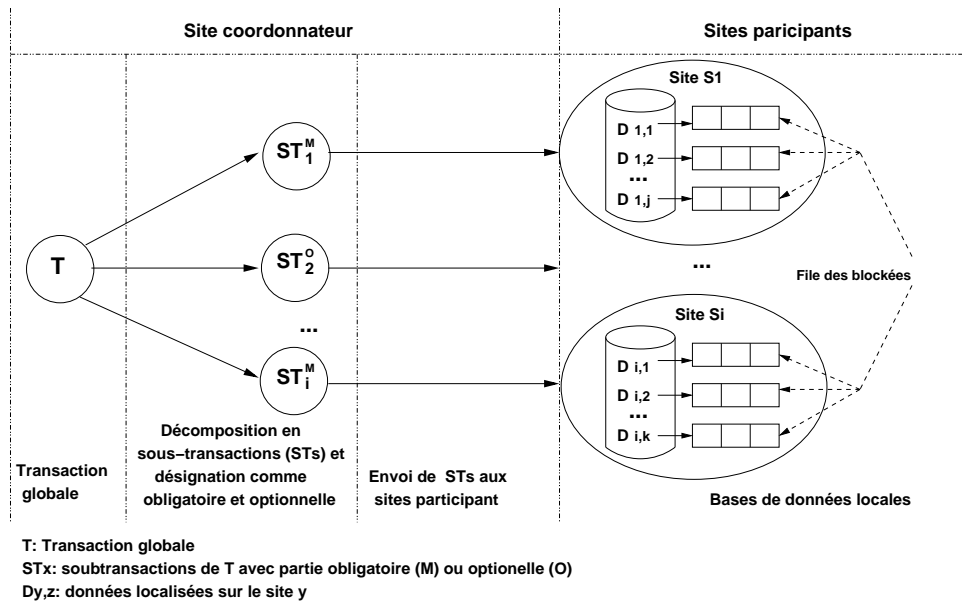 Site coordonnateur
Sites paricipants
Site S1
D 1,1
D 1,2
...
D 1,j
ST1M
T
ST2O
...
...
File des blockées
STiM
Site Si
D i,1
D i,2
...
D i,k
Transaction
globale
Décomposition en
sous−transactions (STs) et
désignation comme
obligatoire et optionnelle
Envoi de STs aux
sites participant
Bases de données locales
T: Transaction globale
STx: soubtransactions de T avec partie obligatoire (M) ou optionelle (O)
Dy,z: données localisées sur le site y